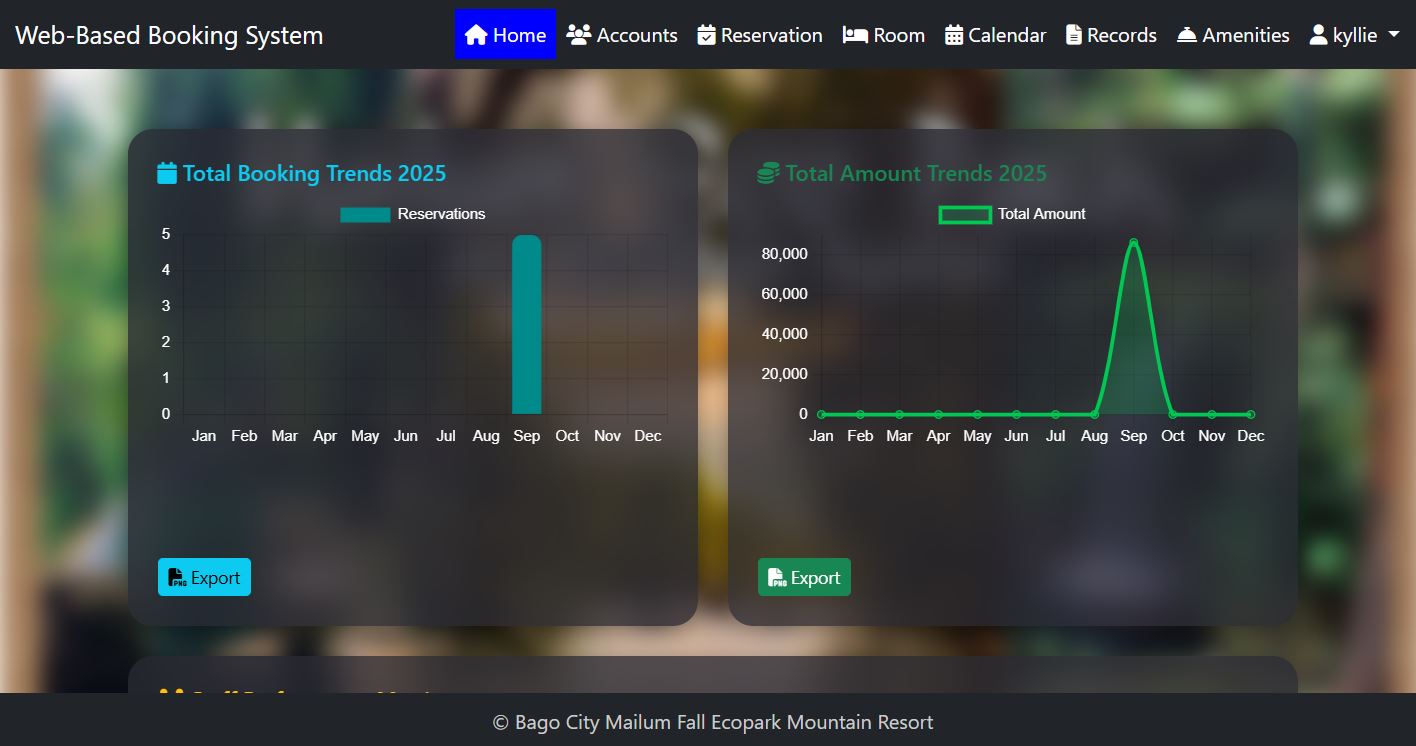 Web-Based Booking System
Home
Accounts
Reservation
Room
Calendar
Records
Amenities
kyllie
Total Booking Trends 2025
Reservations
5
4
3
2
1
0
Jan Feb Mar Apr May Jun Jul Aug Sep Oct Nov Dec
PNG Export
Total Amount Trends 2025
Total Amount
80,000
60,000
40,000
20,000
0
Jan Feb Mar Apr May Jun Jul Aug Sep Oct Nov Dec
PNG Export
© Bago City Mailum Fall Ecopark Mountain Resort